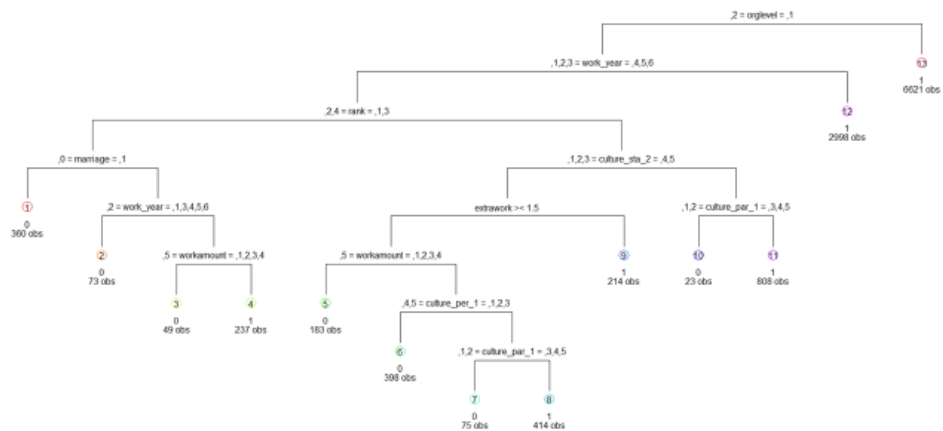 ,2 = orglevel = ,1
13
1
6621 obs
,1,2,3 = work_year = ,4,5,6
12
1
2998 obs
,2,4 = rank = ,1,3
,0 = marriage = ,1
,1,2,3 = culture_sta_2 = ,4,5
1
0
360 obs
,2 = work_year = ,1,3,4,5,6
extrawork >< 1.5
,1,2 = culture_par_1 = ,3,4,5
2
0
73 obs
,5 = workamount = ,1,2,3,4
,5 = workamount = ,1,2,3,4
9
1
214 obs
10
0
23 obs
11
1
808 obs
3
0
49 obs
4
1
237 obs
5
0
183 obs
,4,5 = culture_per_1 = ,1,2,3
6
0
398 obs
,1,2 = culture_par_1 = ,3,4,5
7
0
75 obs
8
1
414 obs